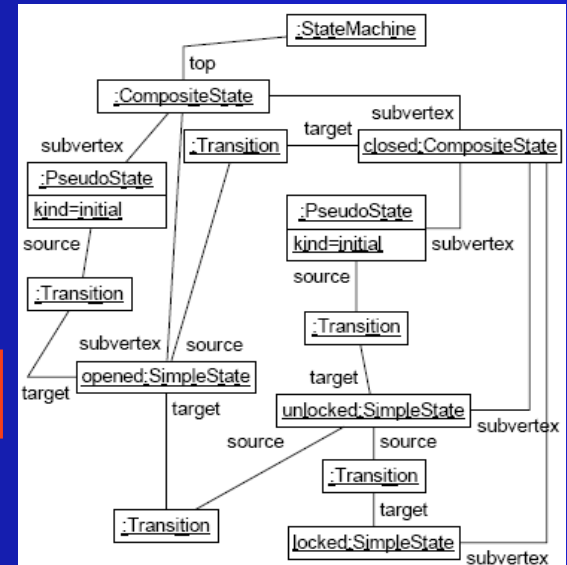 :StateMachine
top
:CompositeState
subvertex
subvertex
:Transition
target
closed:CompositeState
:PseudoState
kind=initial
:PseudoState
kind=initial
subvertex
source
source
:Transition
:Transition
subvertex
source
target
opened:SimpleState
target
target
unlocked:SimpleState
subvertex
source
source
:Transition
target
:Transition
locked:SimpleState
subvertex